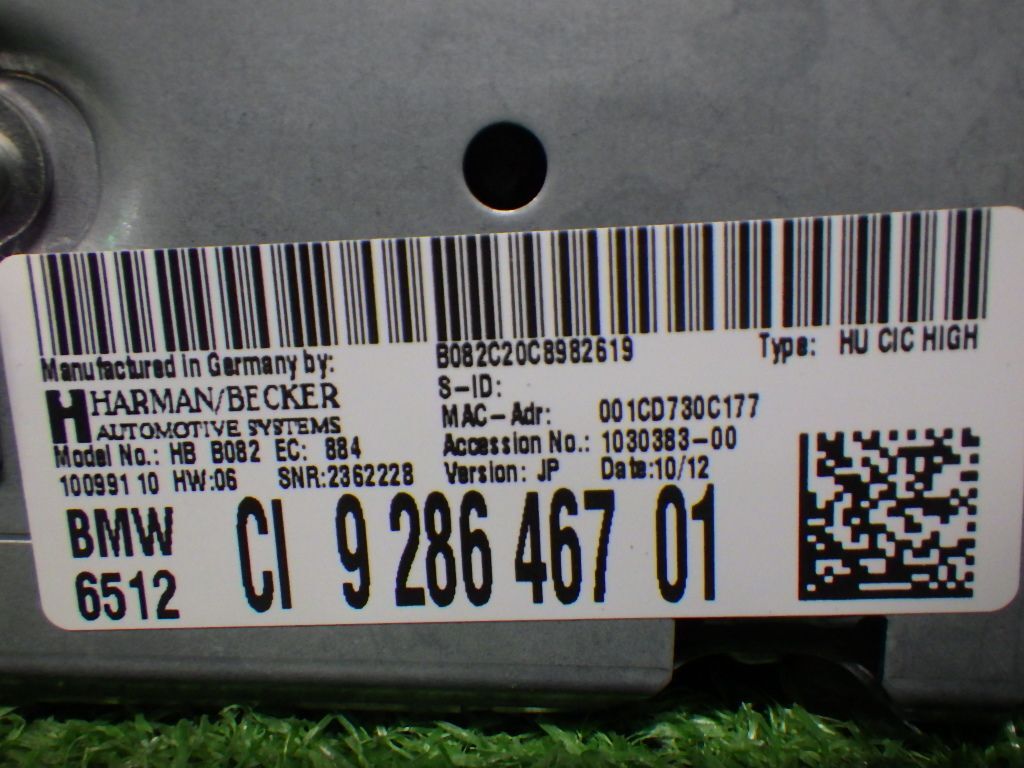 Manufactured in Germany by: B082C20C8982619 Type: HU CIC HIGH
HARMAN/BECKER S-ID:
AUTOMOTIVE SYSTEMS MAC-Adr: 001CD730C177
Model No.: HB B082 EC: 884 Accession No.: 1030383-00
10099110 HW:06 SNR:2362228 Version: JP Date:10/12
BMW CI 9 286 467 01
6512